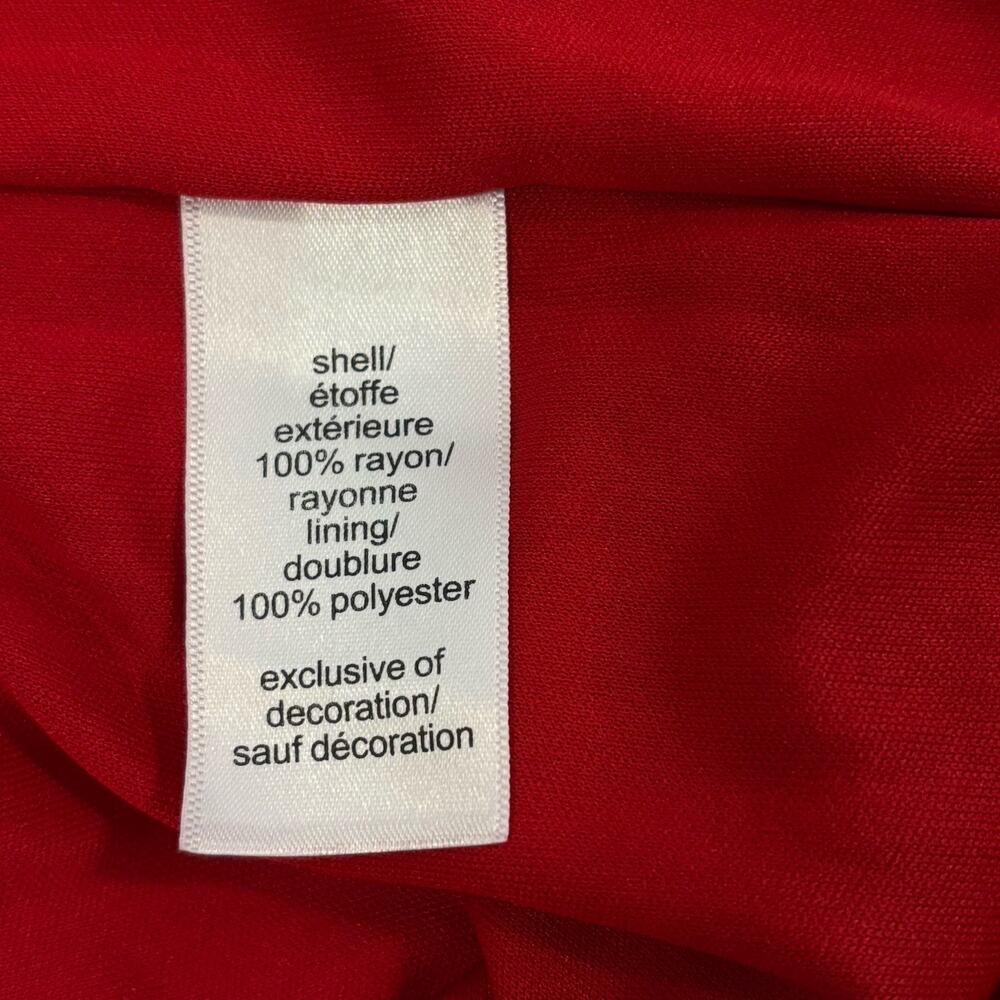 shell/
étoffe
extérieure
100% rayon/
rayonne
lining/
doublure
100% polyester
exclusive of
decoration/
sauf décoration